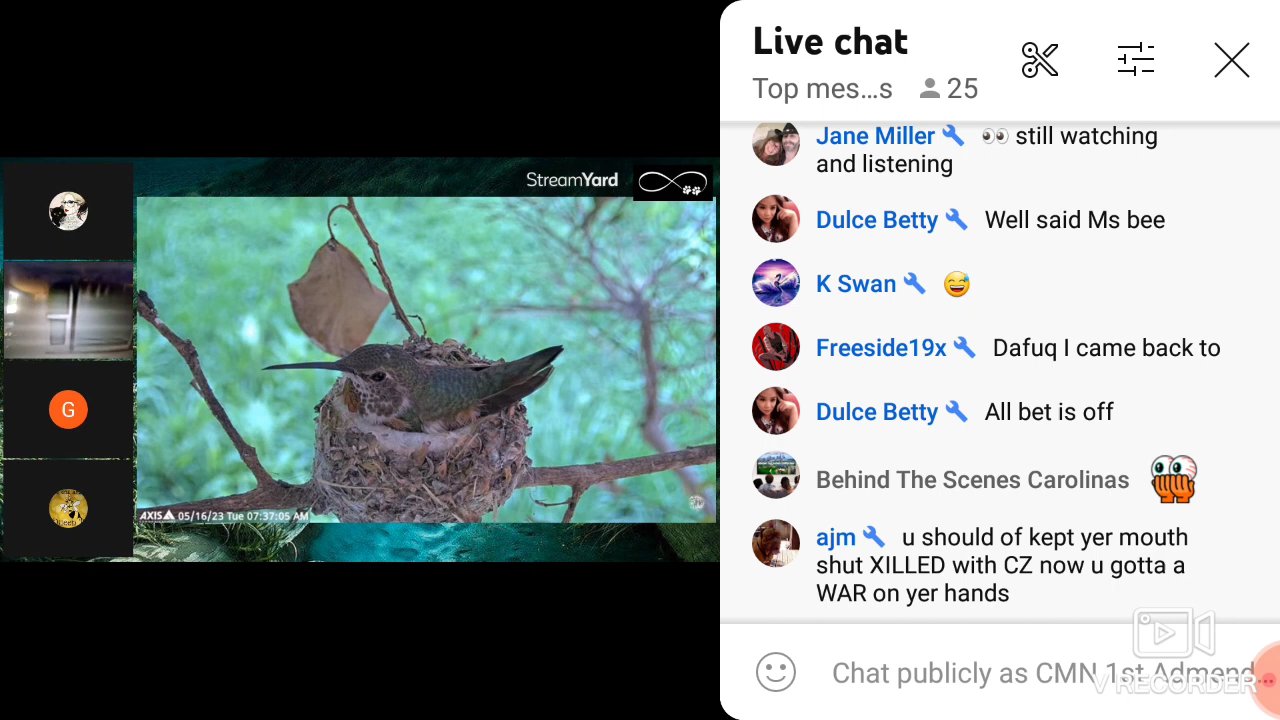 StreamYard
G
AXIS 05/16/23 Tue 07:37:05 AM
Live chat
Top mes...s 25
Jane Miller 👀 still watching
and listening
Dulce Betty Well said Ms bee
K Swan 😅
Freeside19x Dafuq I came back to
Dulce Betty All bet is off
Behind The Scenes Carolinas
ajm u should of kept yer mouth
shut XILLED with CZ now u gotta a
WAR on yer hands
Chat publicly as CMN 1st Admend...
V RECORDER